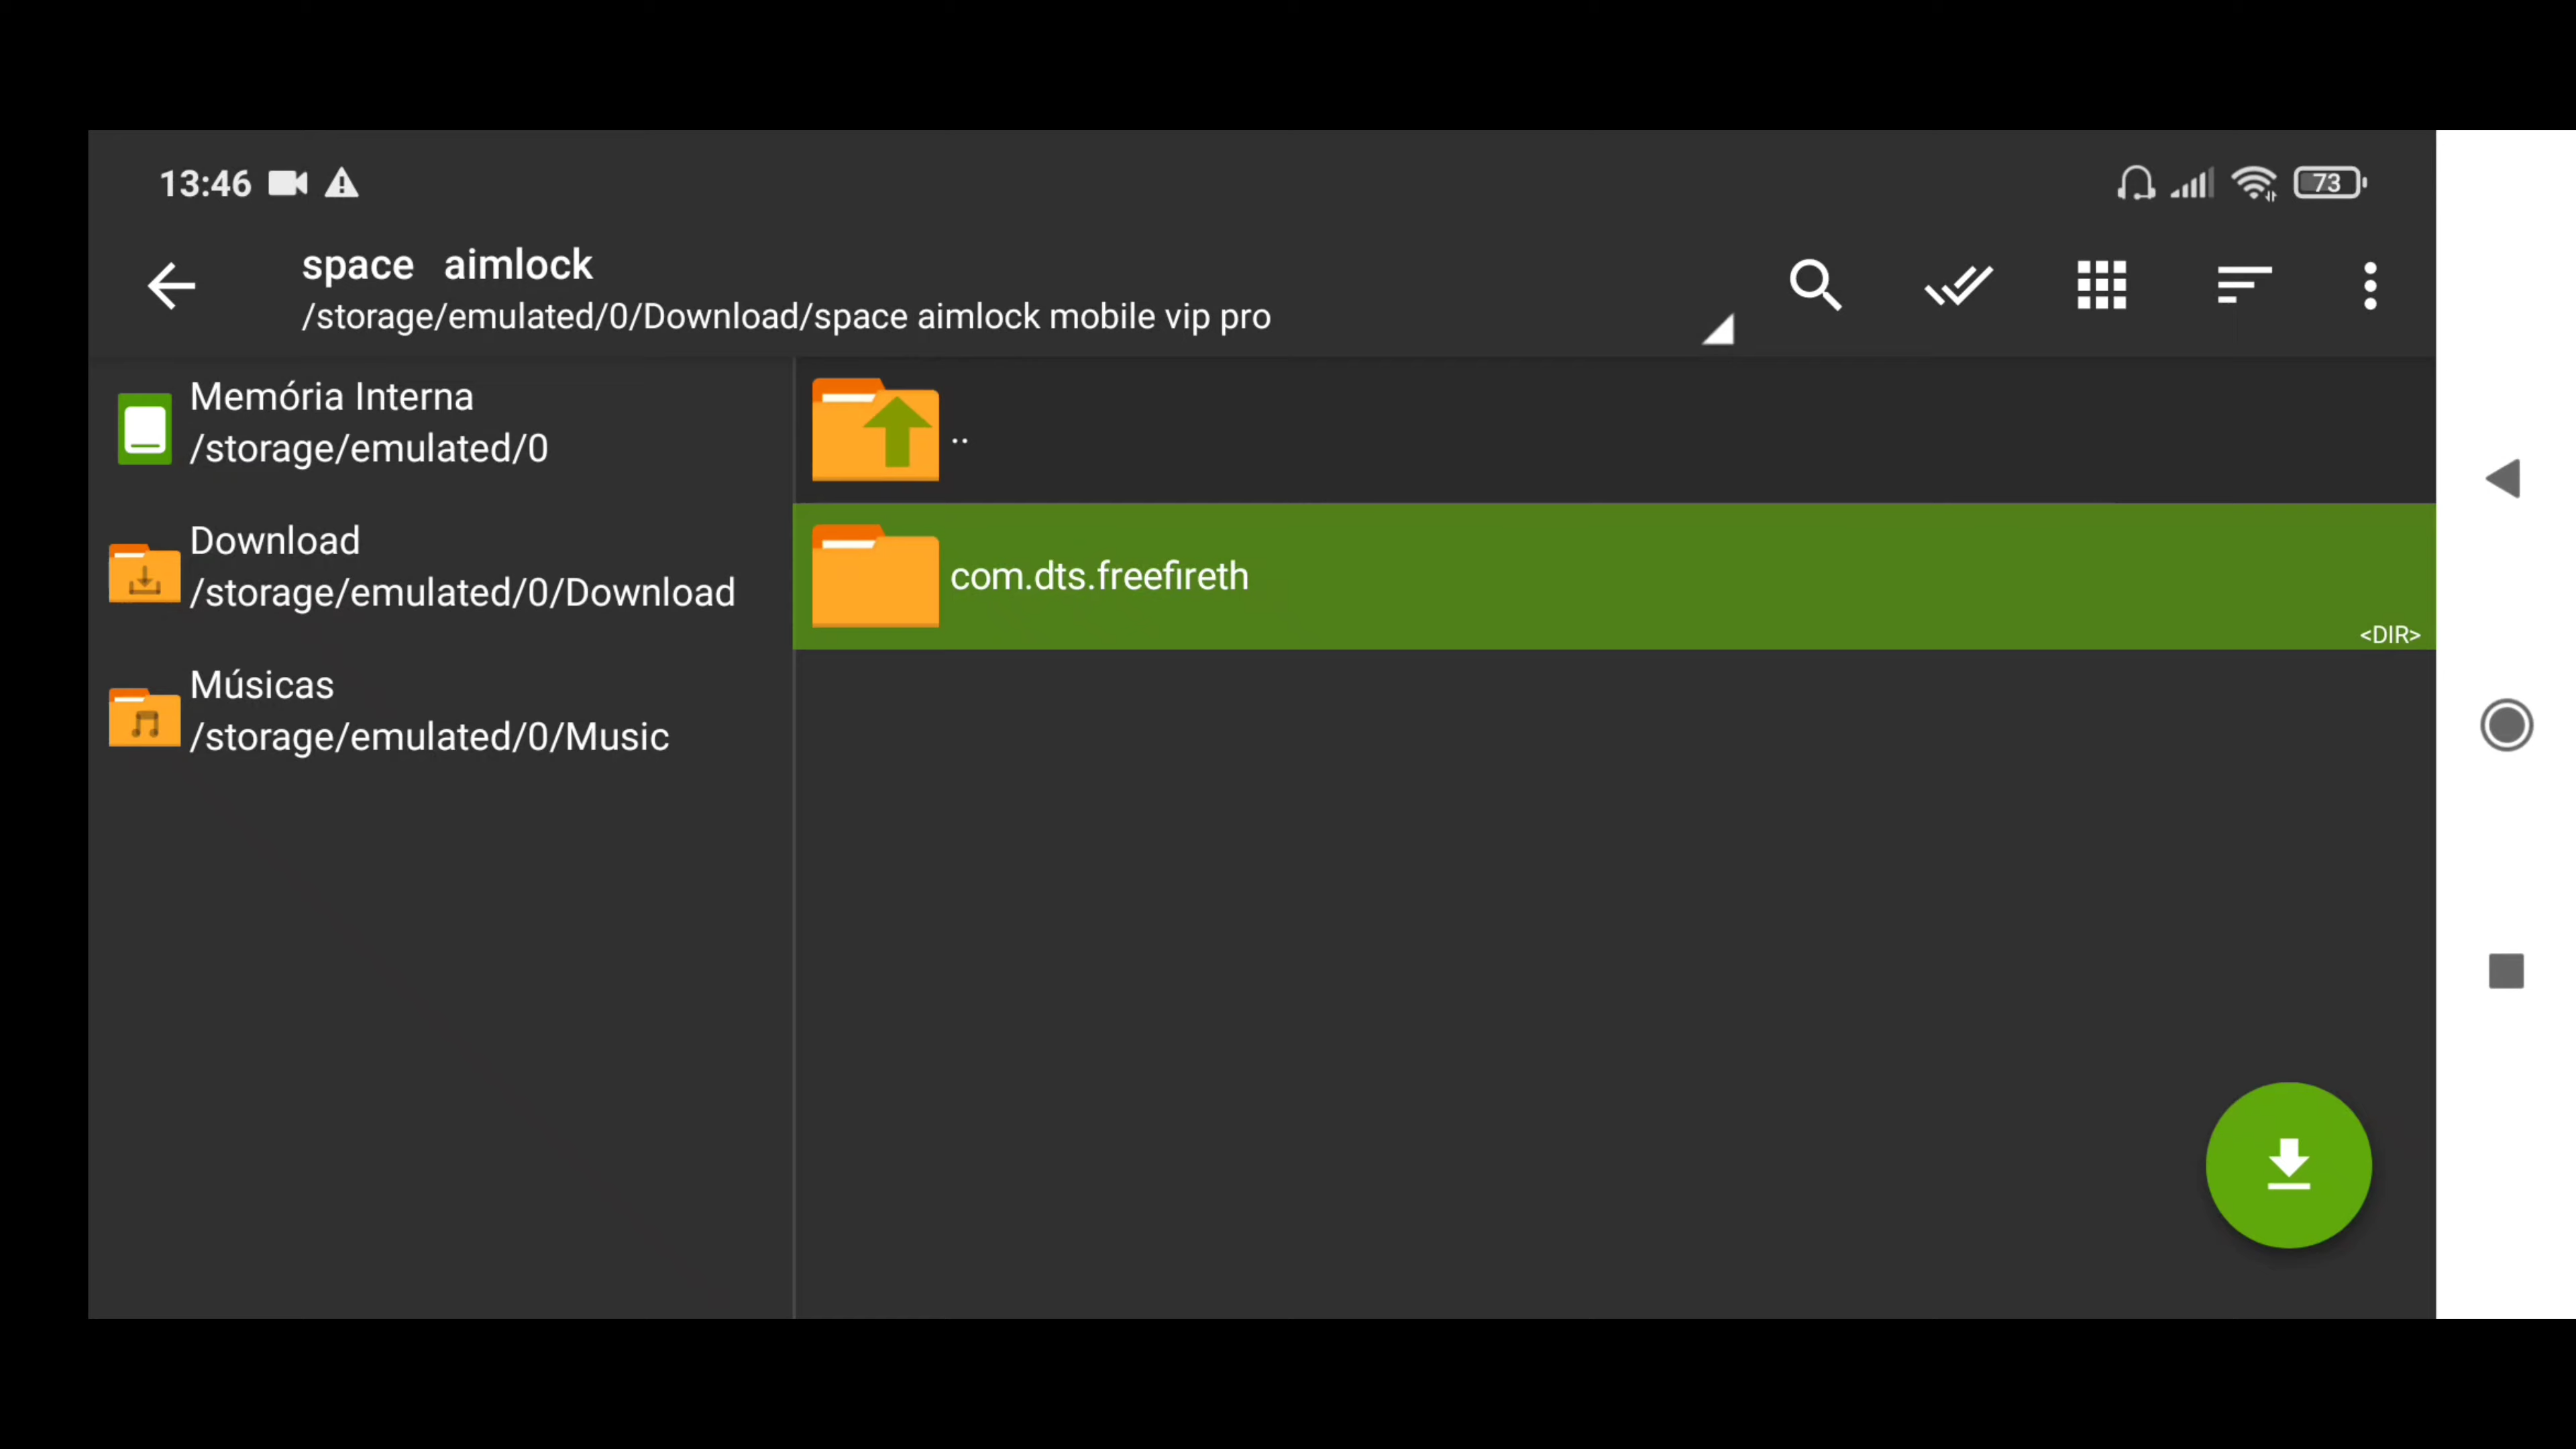 13:46
73
space aimlock
/storage/emulated/0/Download/space aimlock mobile vip pro
Memória Interna
/storage/emulated/0
Download
/storage/emulated/0/Download
Músicas
/storage/emulated/0/Music
..
com.dts.freefireth
<DIR>